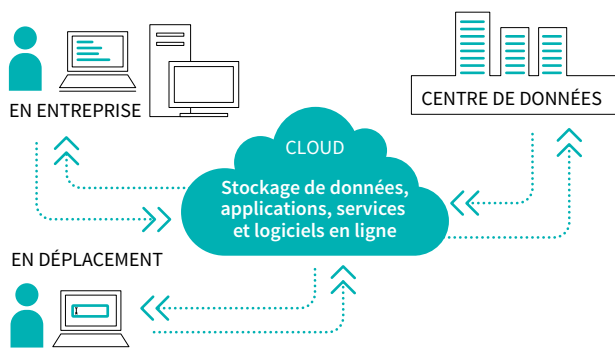 EN ENTREPRISE
CENTRE DE DONNÉES
CLOUD
Stockage de données,
applications, services
et logiciels en ligne
EN DÉPLACEMENT